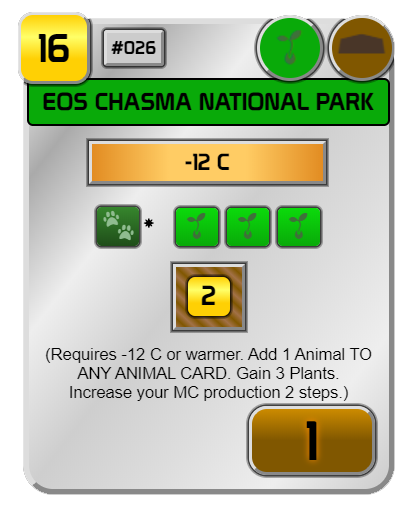 16
#026
EOS CHASMA NATIONAL PARK
-12 C
*
2
(Requires -12 C or warmer. Add 1 Animal TO
ANY ANIMAL CARD. Gain 3 Plants.
Increase your MC production 2 steps.)
1